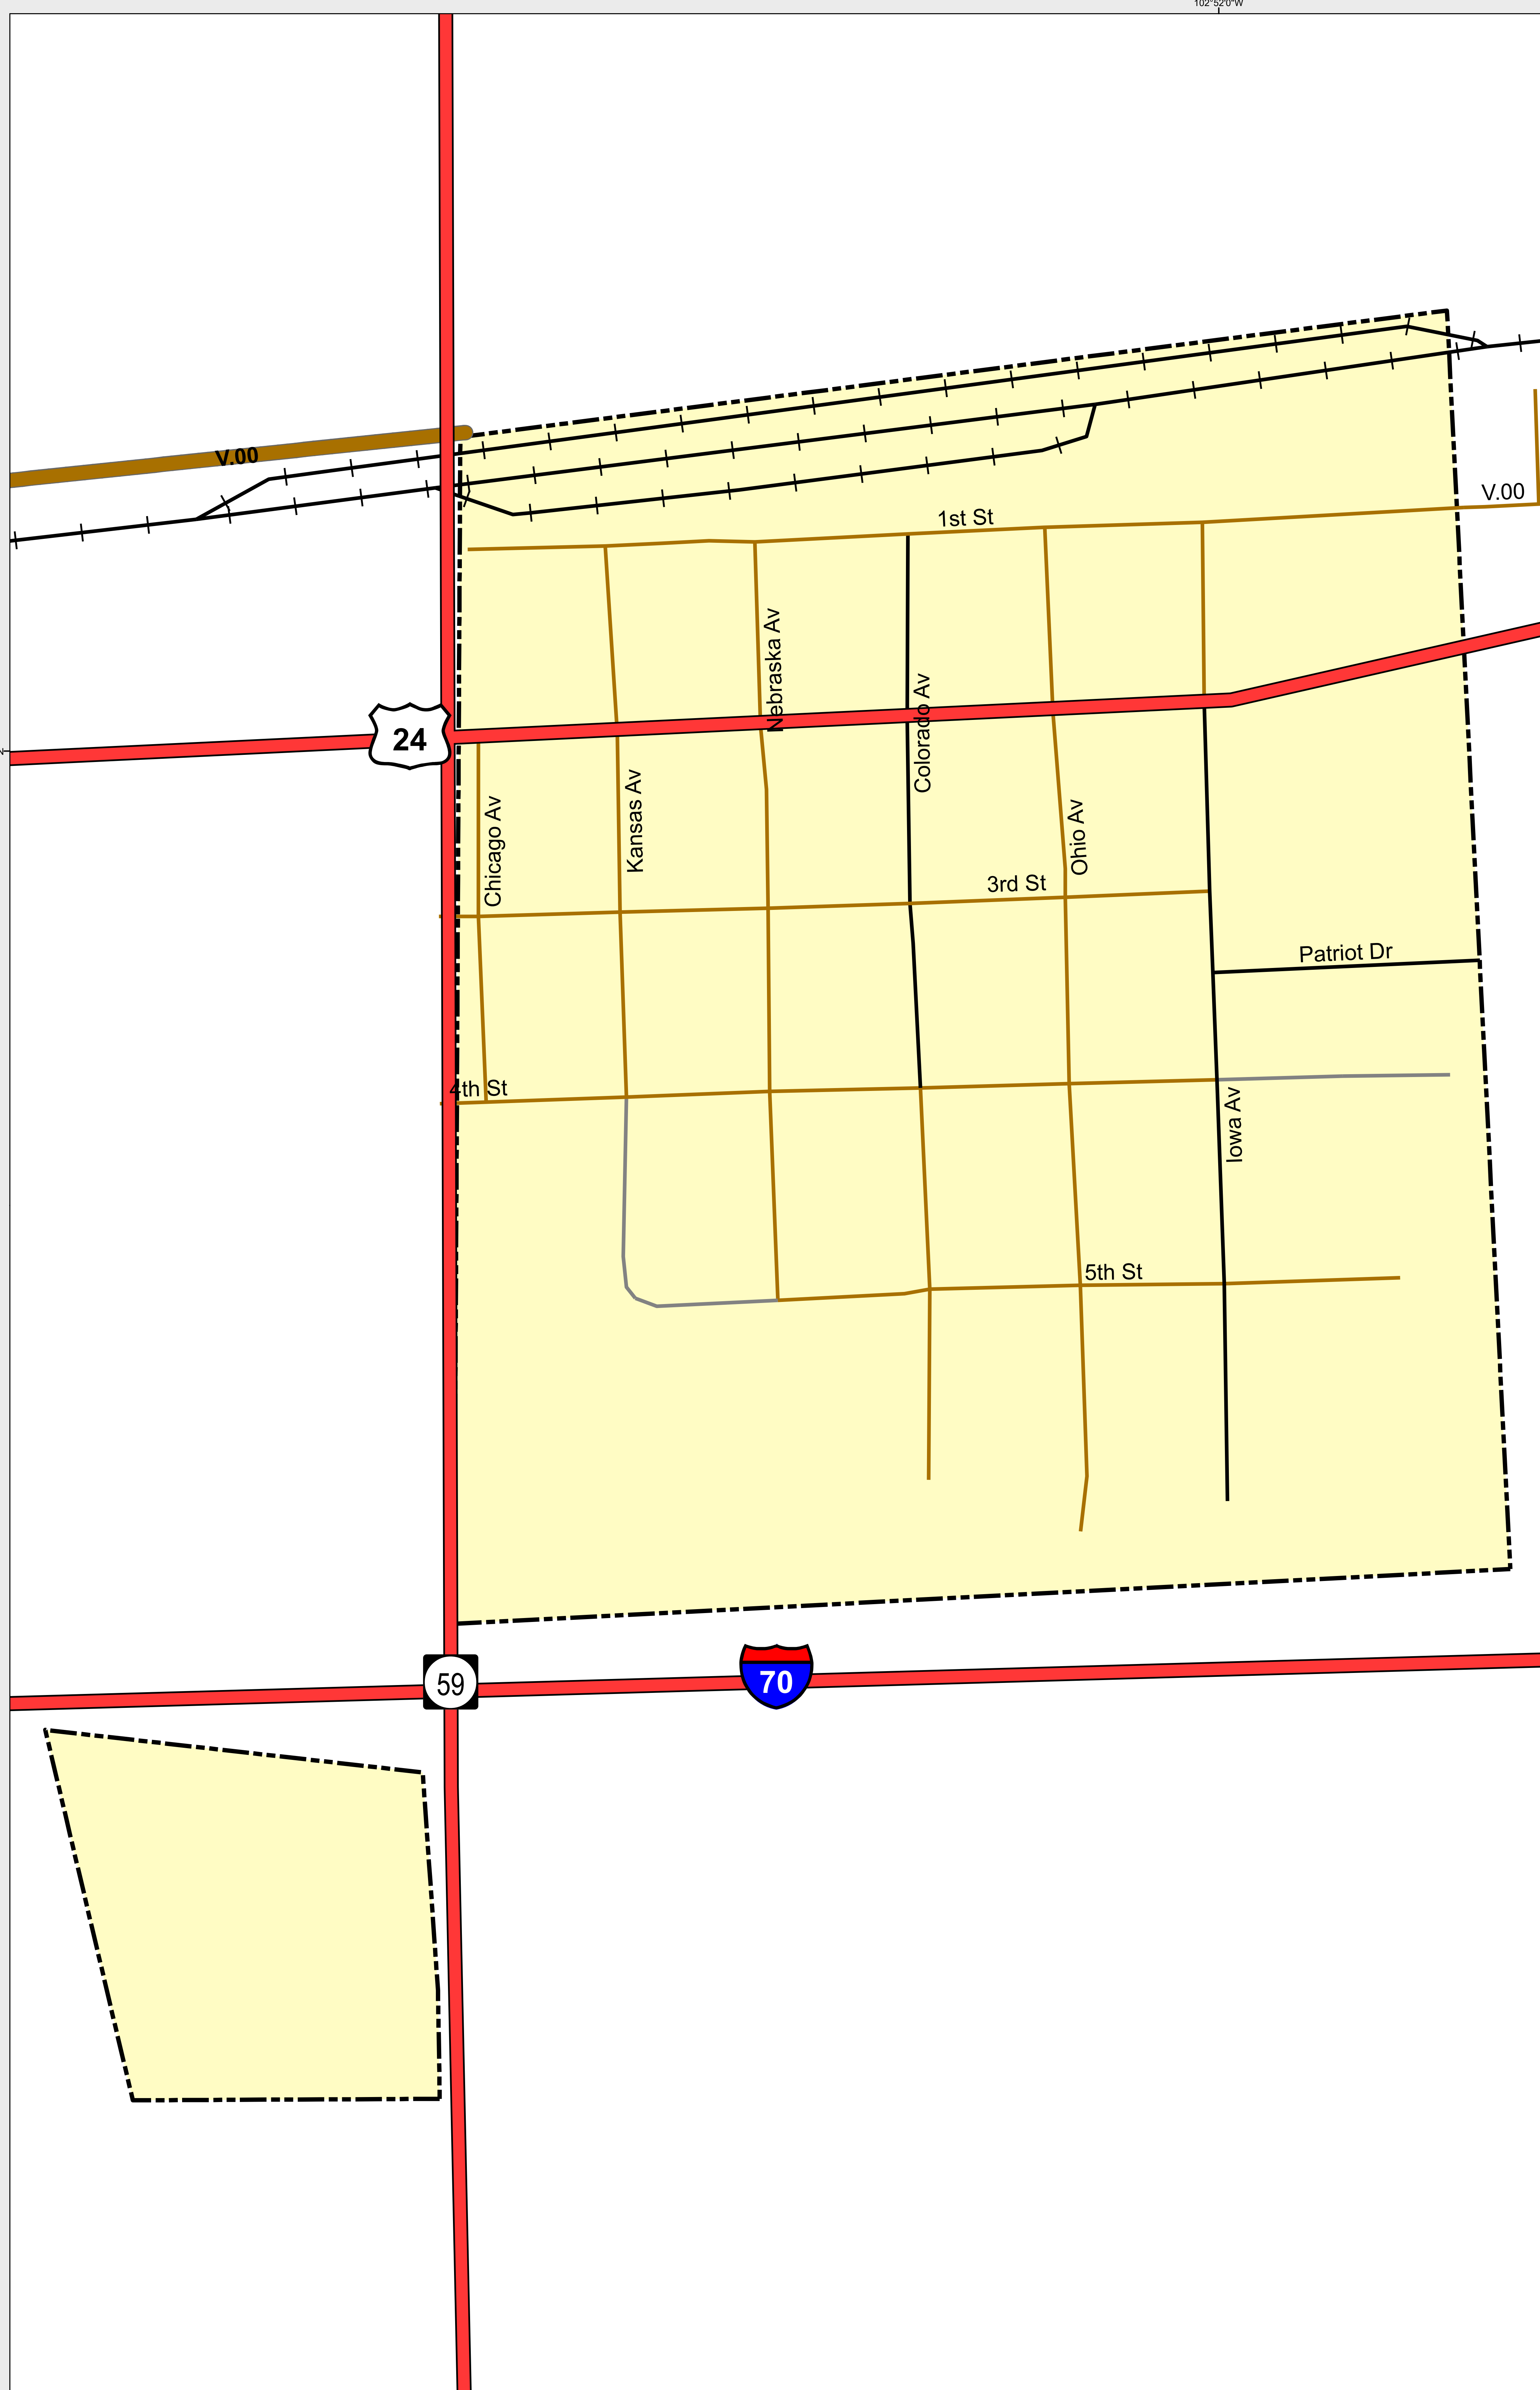 102°52'0"W
V.00
V.00
1st St
Nebraska Av
Colorado Av
24
N
Chicago Av
Kansas Av
Ohio Av
3rd St
Patriot Dr
4th St
Iowa Av
5th St
59
70